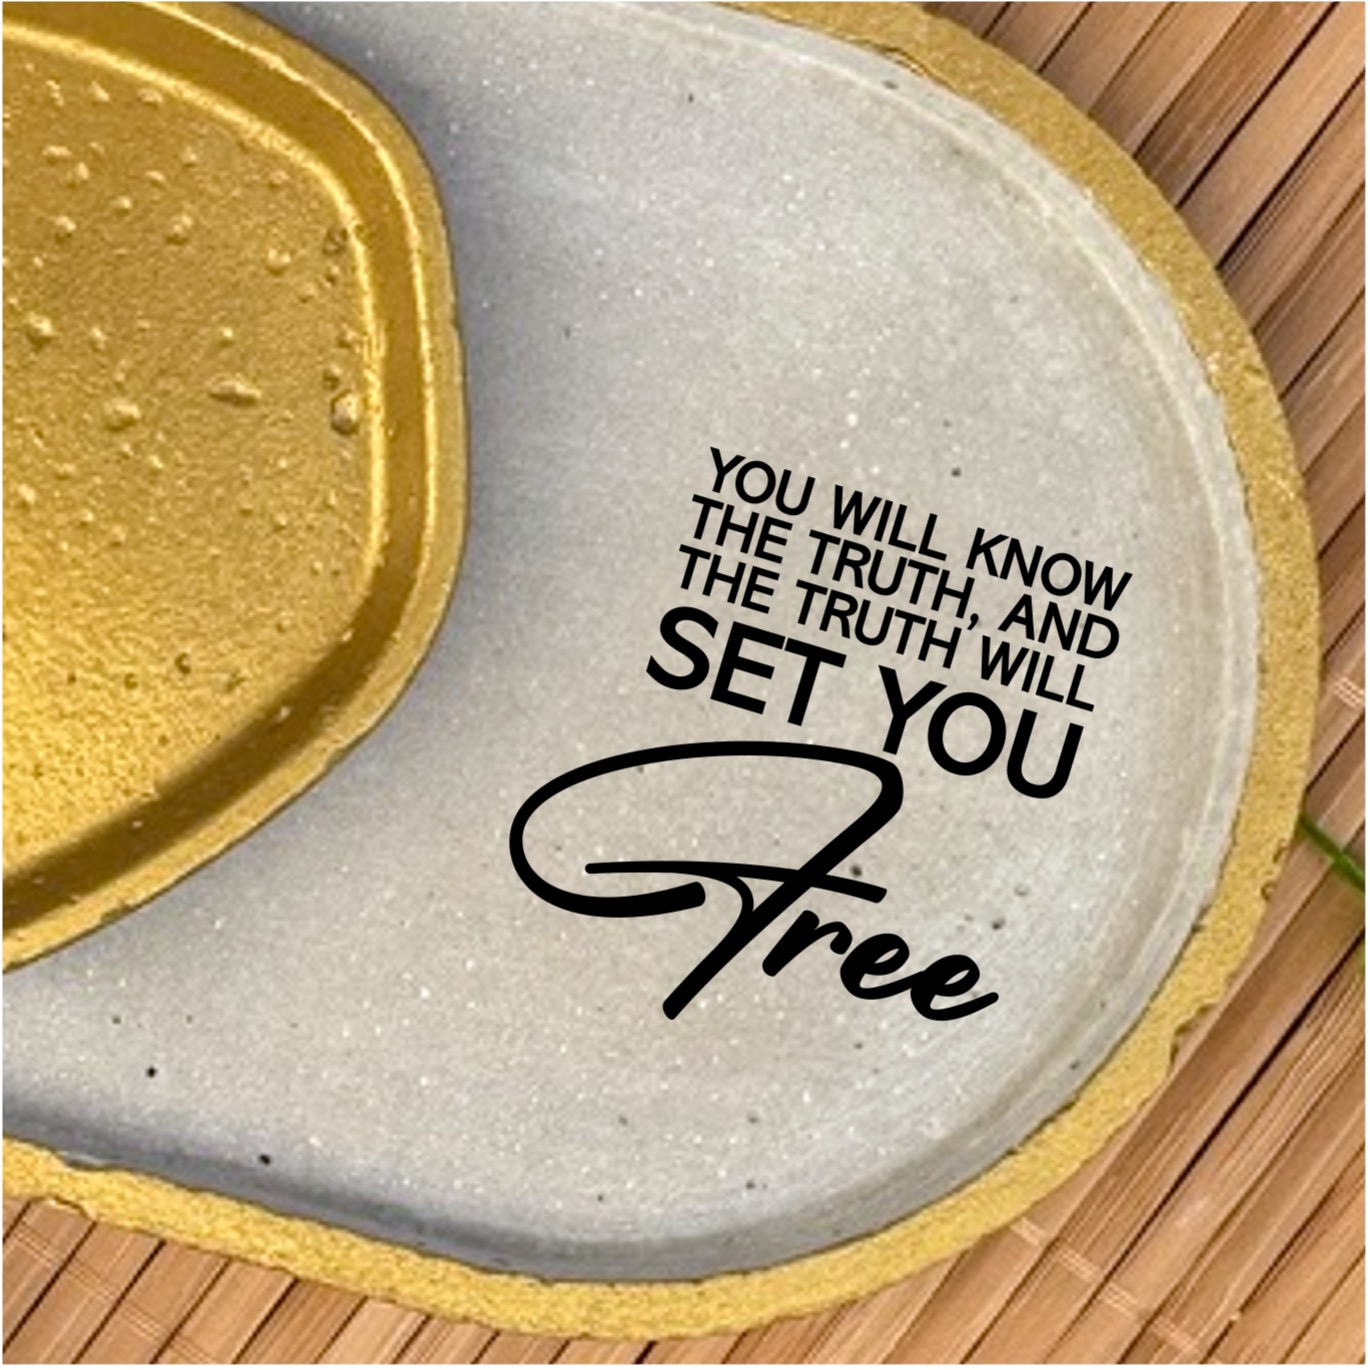 YOU WILL KNOW
THE TRUTH, AND
THE TRUTH WILL
SET YOU
Free